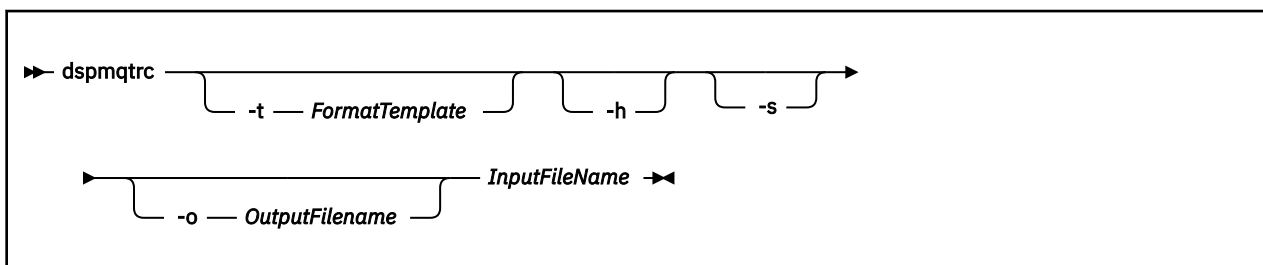 dspmqtrc
-t FormatTemplate -h -s
InputFileName
-o OutputFilename